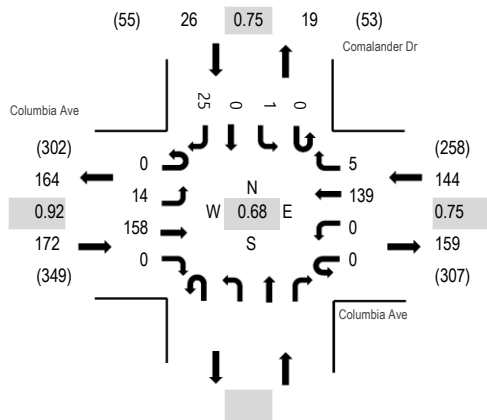 (55) 26 0.75 19 (53)
Comalander Dr
25 0 1 0
Columbia Ave
(302)
164
0.92
172
(349)
0
14
158
0
N
W 0.68 E
S
5
139
0
0
(258)
144
0.75
159
(307)
Columbia Ave